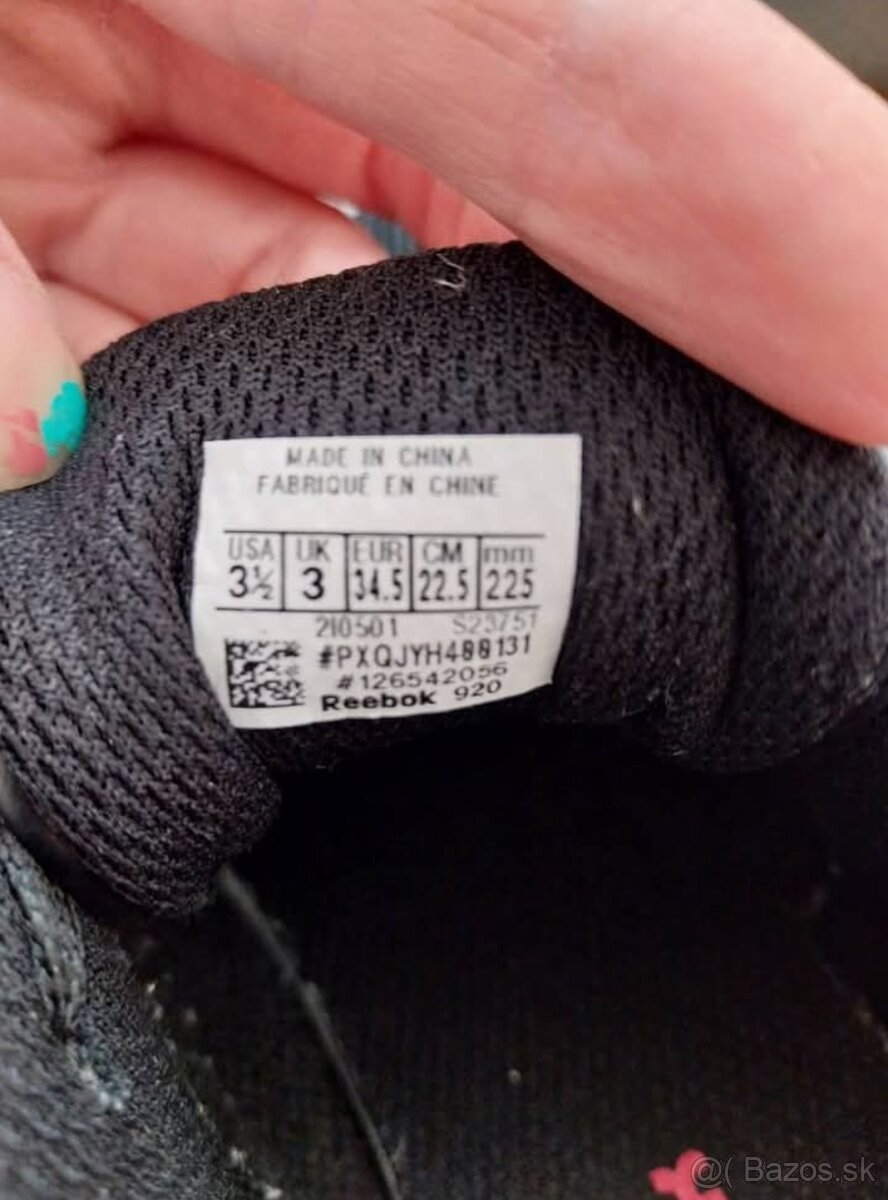 MADE IN CHINA
FABRIQUÉ EN CHINE
USA UK EUR CM mm
3½ 3 34.5 22.5 225
210501 S23751
#PXQJYH488131
#126542056
Reebok 920
@( Bazos.sk